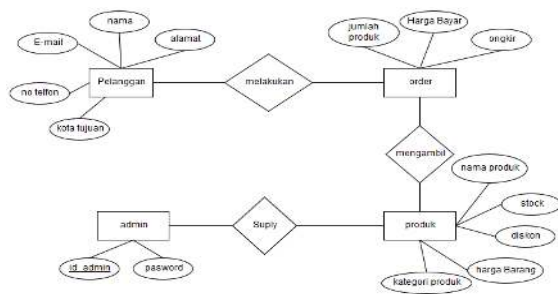 nama
E-mail
alamat
no telfon
kota tujuan
Pelanggan
melakukan
jumlah
produk
Harga Bayar
ongkir
order
mengambil
nama produk
stock
diskon
harga Barang
kategori produk
produk
Suply
admin
id_admin
pasword